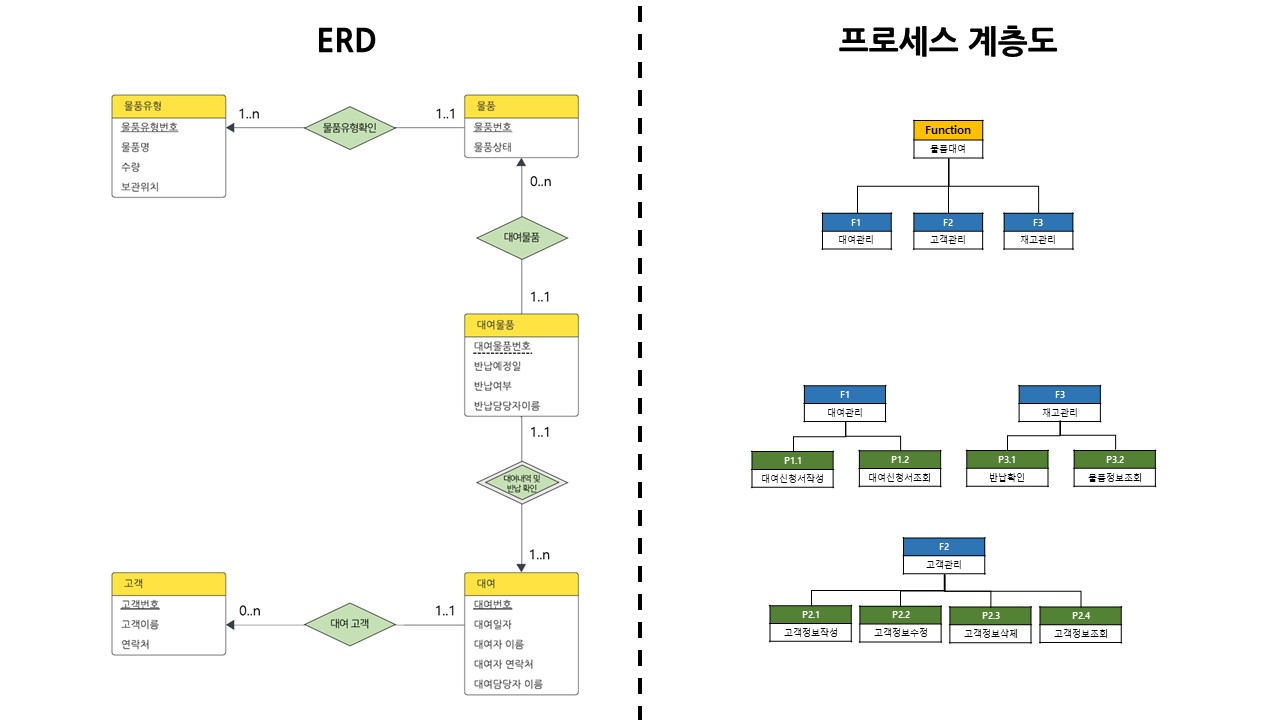 ERD
물품유형
물품유형번호
물품명
수량
보관위치
1..n
물품유형확인
1..1
물품
물품번호
물품상태
0..n
대여물품
1..1
대여물품
대여물품번호
반납예정일
반납여부
반납담당자이름
1..1
대여내역 및
반납 확인
1..n
고객
고객번호
고객이름
연락처
0..n
대여 고객
1..1
대여
대여번호
대여일자
대여자 이름
대여자 연락처
대여담당자 이름
프로세스 계층도
Function
물품대여
F1
대여관리
F2
고객관리
F3
재고관리
F1
대여관리
P1.1
대여신청서작성
P1.2
대여신청서조회
F3
재고관리
P3.1
반납확인
P3.2
물품정보조회
F2
고객관리
P2.1
고객정보작성
P2.2
고객정보수정
P2.3
고객정보삭제
P2.4
고객정보조회